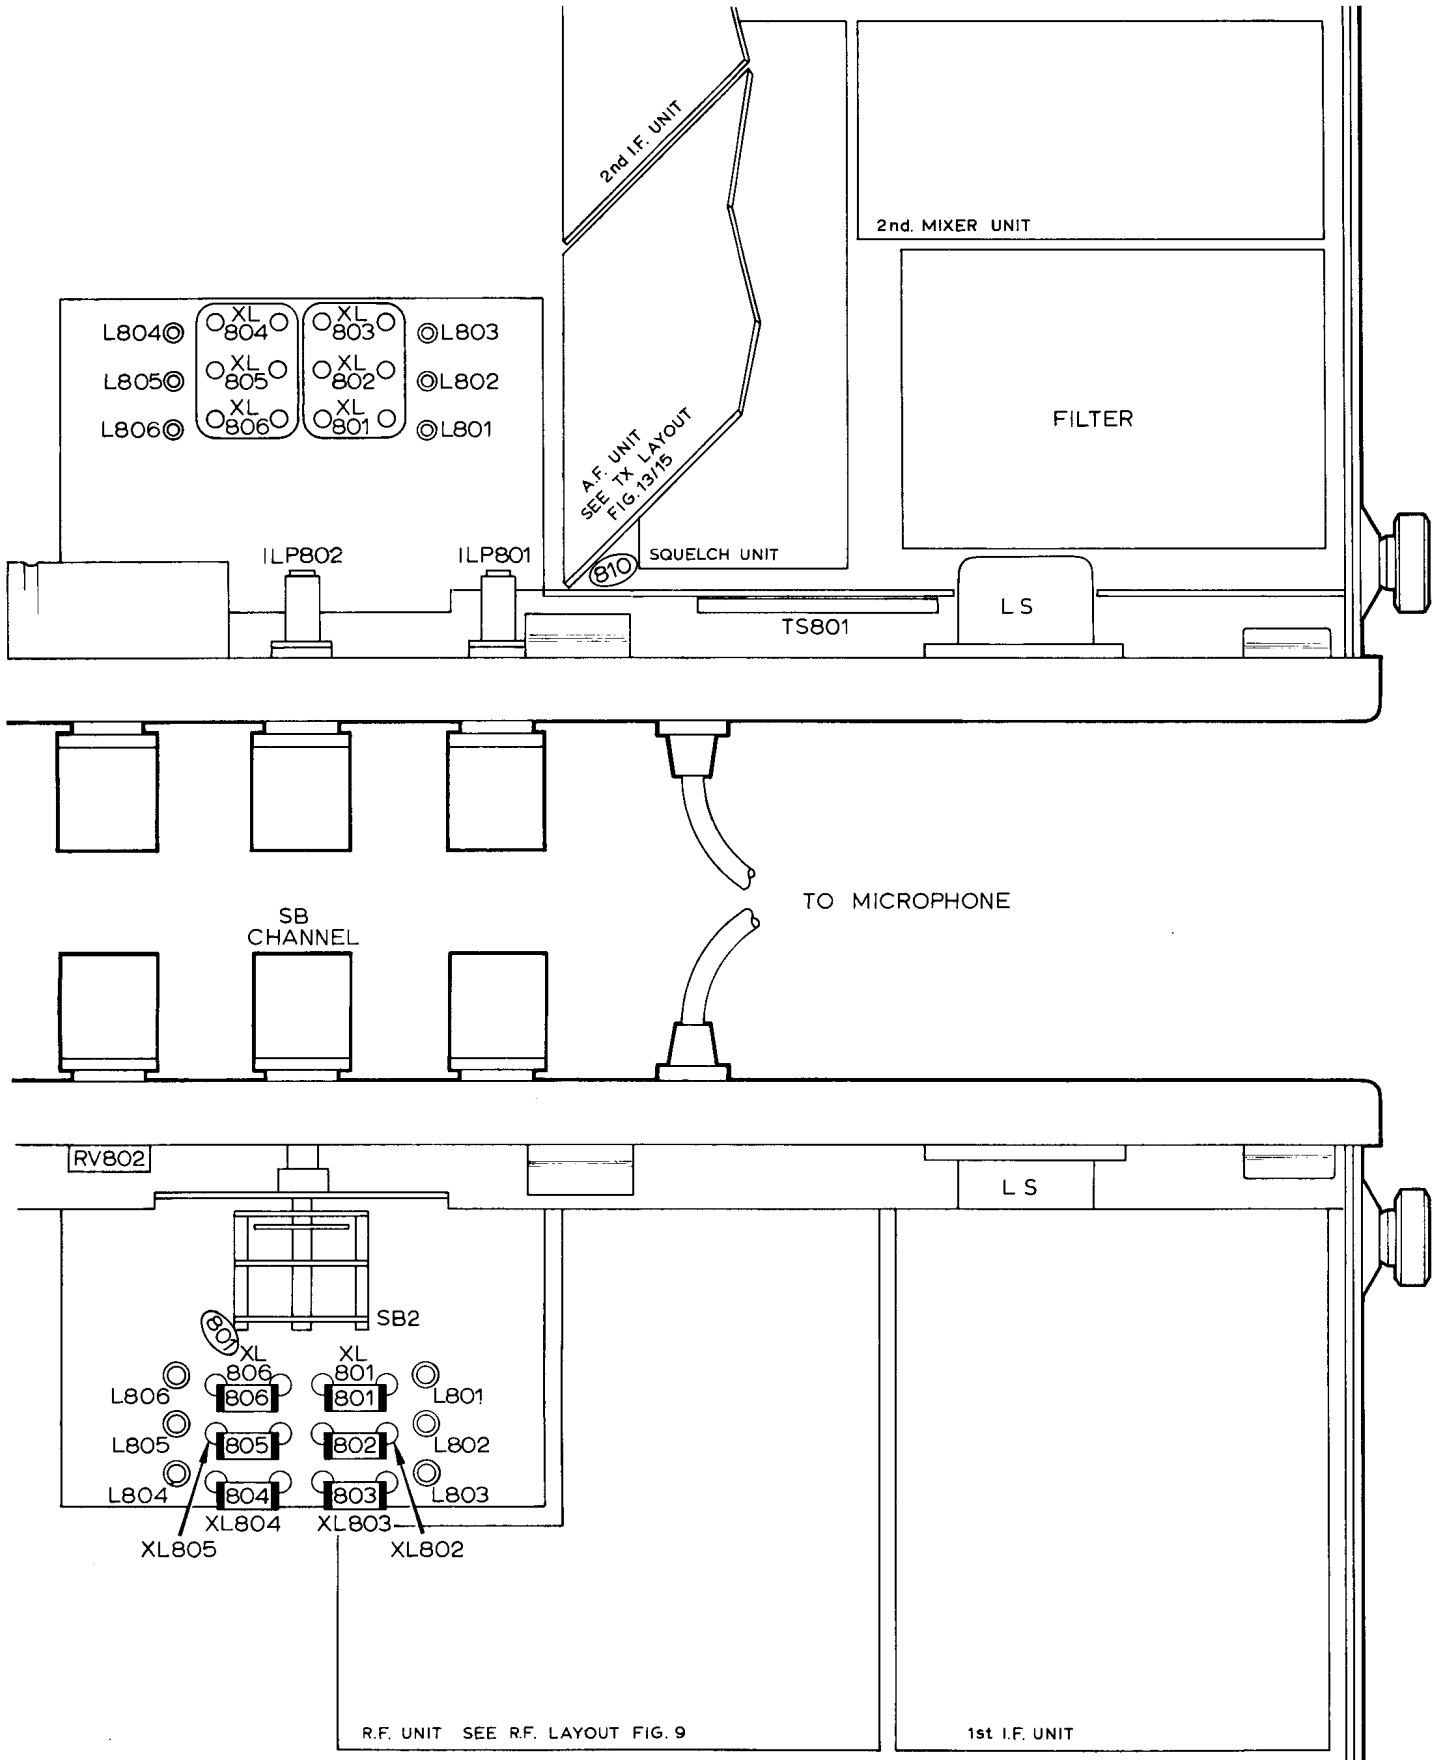 2nd I.F. UNIT
2nd. MIXER UNIT
XL
804
XL
803
L804
L803
XL
805
XL
802
L805
L802
XL
806
XL
801
L806
L801
FILTER
A.F. UNIT
SEE TX LAYOUT
FIG. 13/15
ILP802
ILP801
SQUELCH UNIT
810
LS
TS801
TO MICROPHONE
SB
CHANNEL
RV802
LS
SB2
807
XL
806
XL
801
L806
806
801
L801
L805
805
802
L802
L804
804
803
L803
XL804
XL803
XL805
XL802
R.F. UNIT SEE R.F. LAYOUT FIG. 9
1st I.F. UNIT